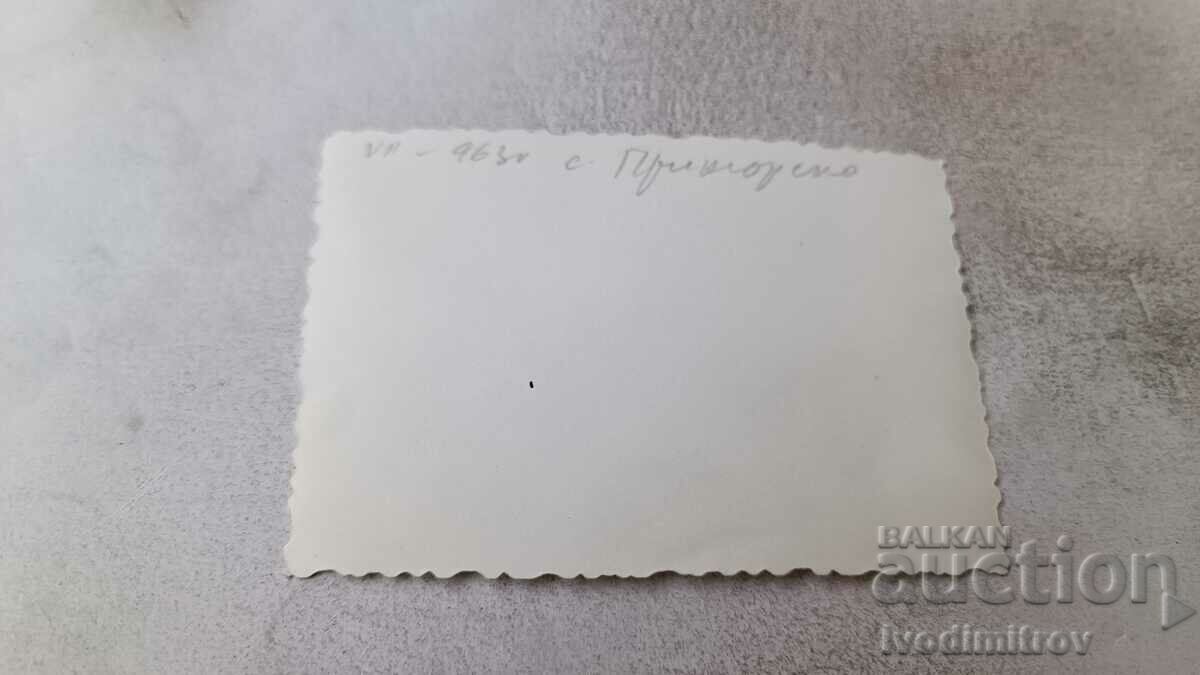 VII - 963г с. Приморско
BALKAN
auction
Ivodimitrov